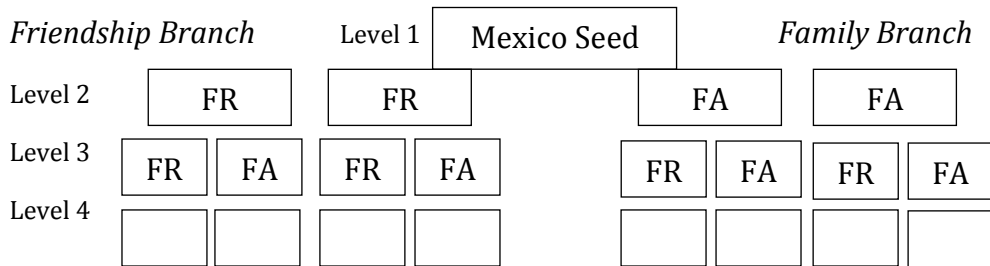 Friendship Branch Level 1 Mexico Seed Family Branch
Level 2 FR FR FA FA
Level 3 FR FA FR FA FR FA FR FA
Level 4